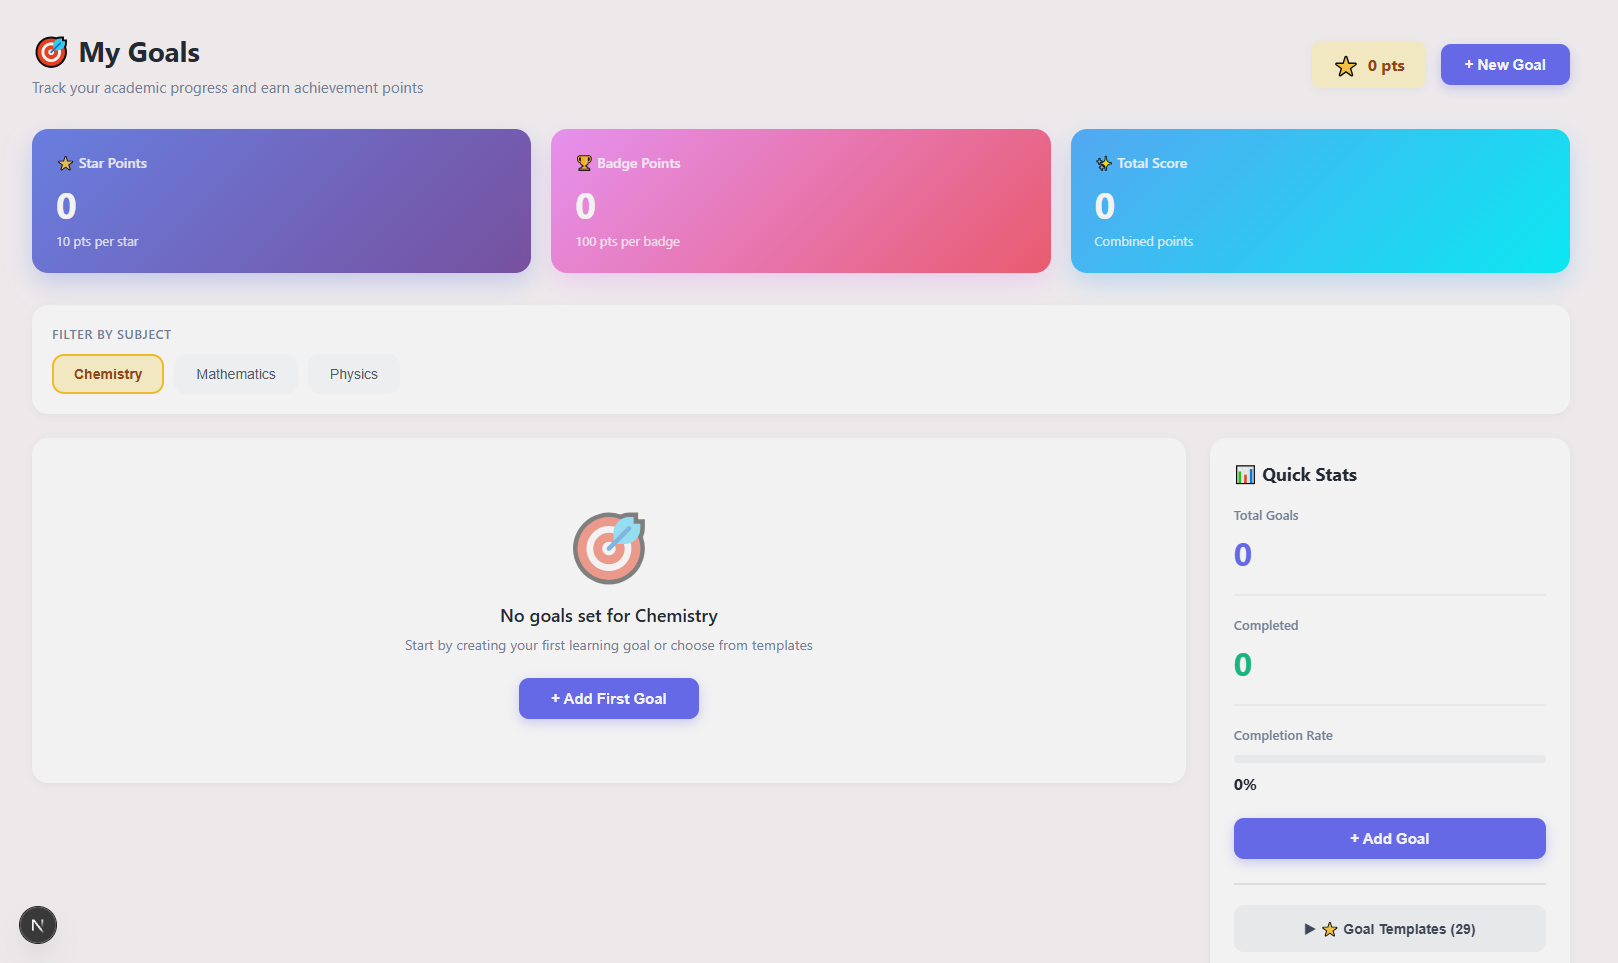 My Goals
Track your academic progress and earn achievement points
0 pts
+ New Goal
Star Points
0
10 pts per star
Badge Points
0
100 pts per badge
Total Score
0
Combined points
FILTER BY SUBJECT
Chemistry
Mathematics
Physics
No goals set for Chemistry
Start by creating your first learning goal or choose from templates
+ Add First Goal
Quick Stats
Total Goals
0
Completed
0
Completion Rate
0%
+ Add Goal
Goal Templates (29)
N